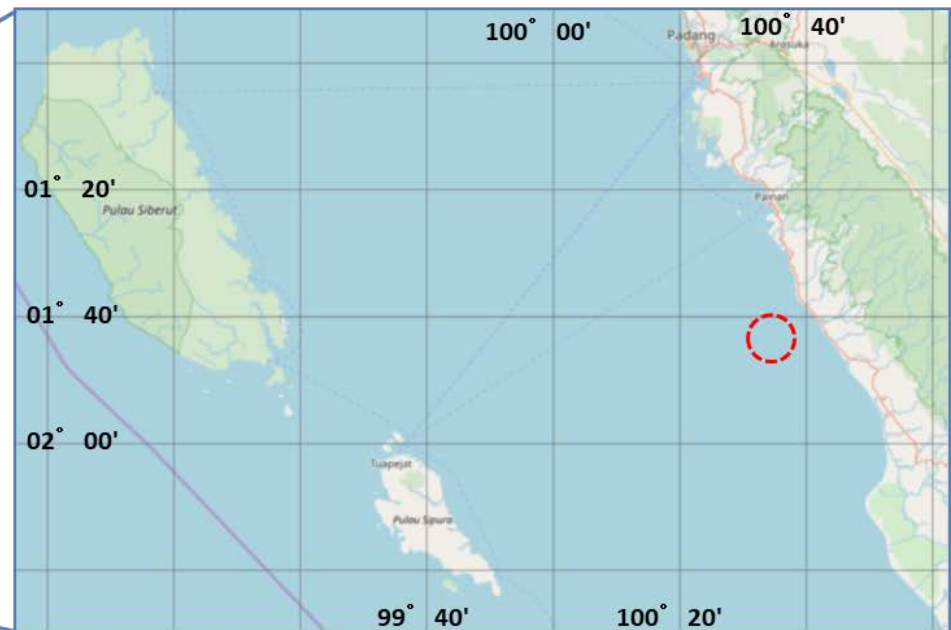 100° 00'
100° 40'
Padang
Arosuka
01° 20'
Pulau Siberut
Painan
01° 40'
02° 00'
Tuapejat
Pulau Sipura
99° 40'
100° 20'